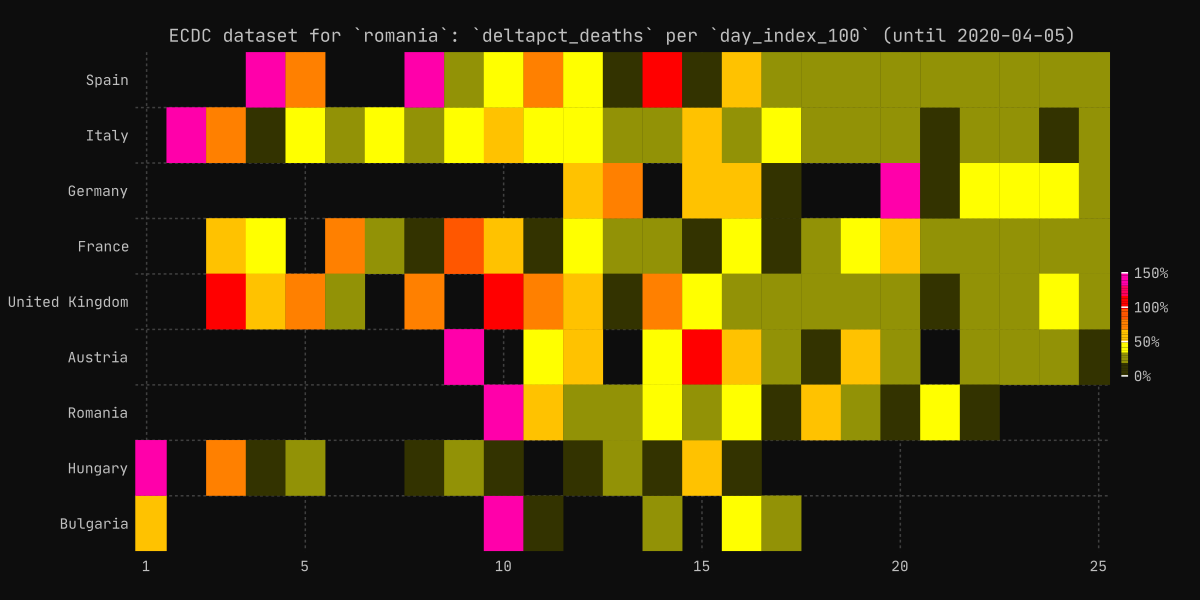 ECDC dataset for `romania`: `deltapct_deaths` per `day_index_100` (until 2020-04-05)
Spain
Italy
Germany
France
United Kingdom
Austria
Romania
Hungary
Bulgaria
1 5 10 15 20 25
150%
100%
50%
0%